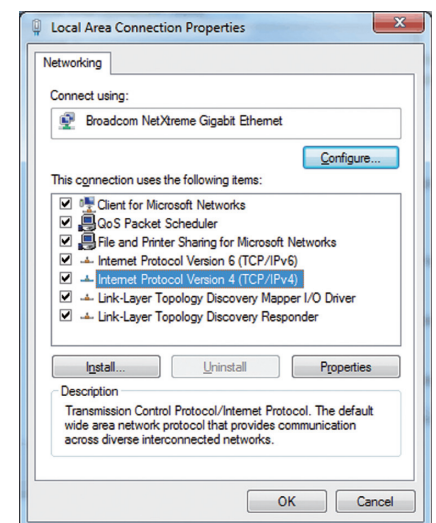 Local Area Connection Properties
X
Networking
Connect using:
Broadcom NetXtreme Gigabit Ethernet
Configure...
This connection uses the following items:
Client for Microsoft Networks
QoS Packet Scheduler
File and Printer Sharing for Microsoft Networks
Internet Protocol Version 6 (TCP/IPv6)
Internet Protocol Version 4 (TCP/IPv4)
Link-Layer Topology Discovery Mapper I/O Driver
Link-Layer Topology Discovery Responder
Install...
Uninstall
Properties
Description
Transmission Control Protocol/Internet Protocol. The default
wide area network protocol that provides communication
across diverse interconnected networks.
OK
Cancel